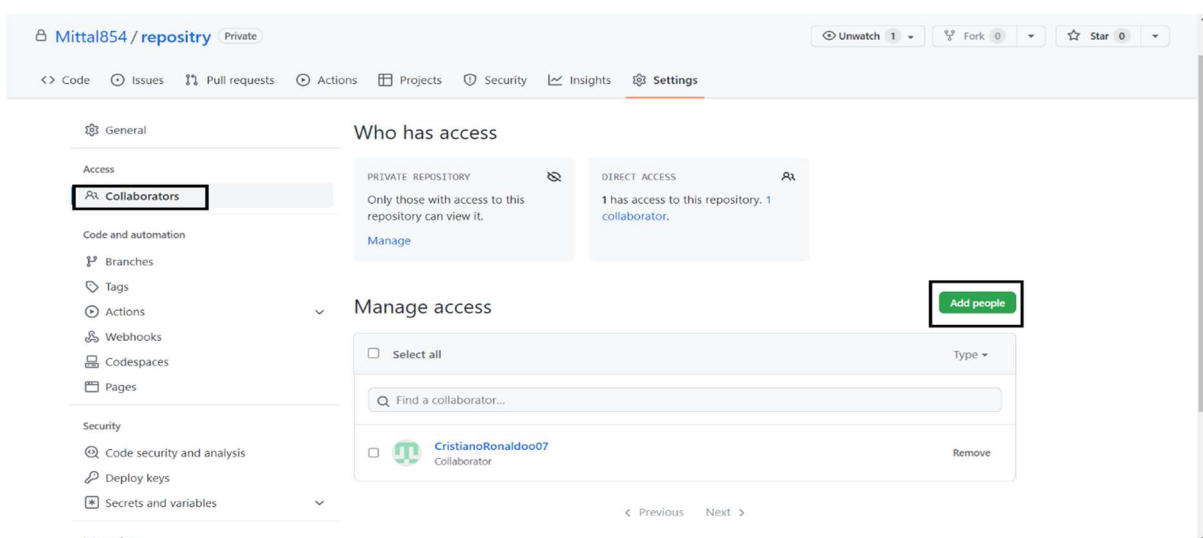 Mittal854 / repositry Private
Unwatch 1 Fork 0 Star 0
Code Issues Pull requests Actions Projects Security Insights Settings
General
Access
Collaborators
Code and automation
Branches
Tags
Actions
Webhooks
Codespaces
Pages
Security
Code security and analysis
Deploy keys
Secrets and variables
Who has access
PRIVATE REPOSITORY
Only those with access to this
repository can view it.
Manage
DIRECT ACCESS
1 has access to this repository. 1
collaborator.
Manage access
Add people
Select all
Type
Find a collaborator...
CristianoRonaldoo07
Collaborator
Remove
< Previous Next >